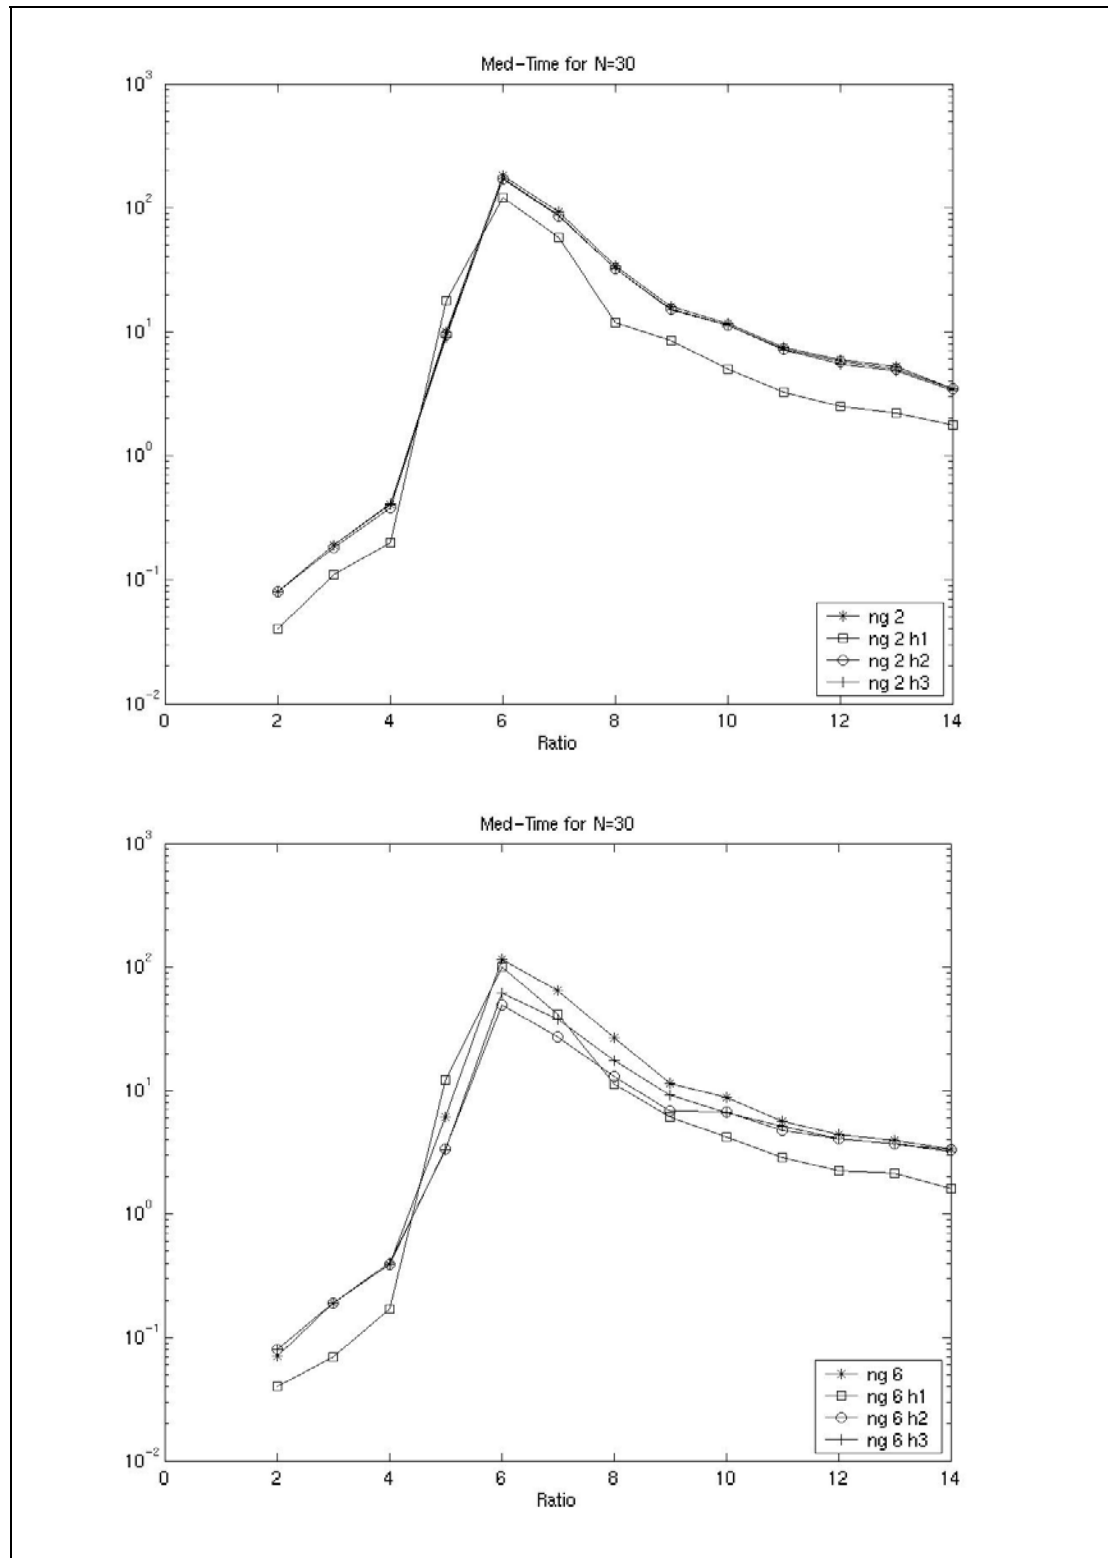 Med-Time for N=30
10^3
10^2
10^1
10^0
10^-1
10^-2
0 2 4 6 8 10 12 14
Ratio
ng 2
ng 2 h1
ng 2 h2
ng 2 h3
Med-Time for N=30
10^3
10^2
10^1
10^0
10^-1
10^-2
0 2 4 6 8 10 12 14
Ratio
ng 6
ng 6 h1
ng 6 h2
ng 6 h3